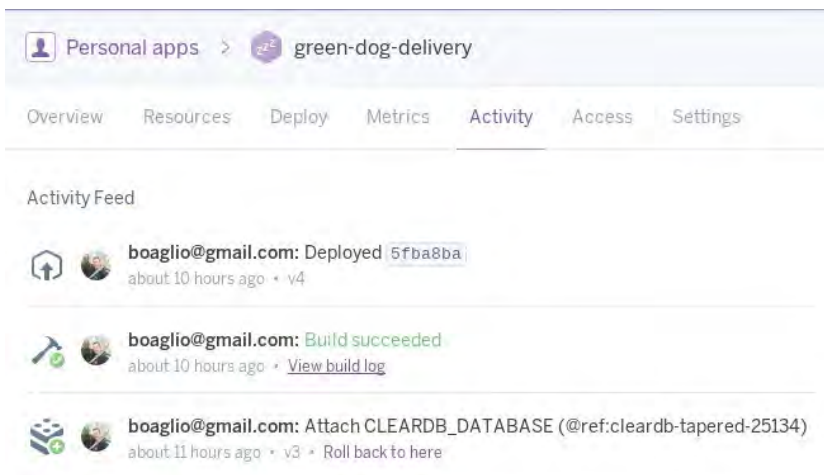 Personal apps > green-dog-delivery
Overview Resources Deploy Metrics Activity Access Settings
Activity Feed
boaglio@gmail.com: Deployed 5fba8ba
about 10 hours ago • v4
boaglio@gmail.com: Build succeeded
about 10 hours ago • View build log
boaglio@gmail.com: Attach CLEARDB_DATABASE (@ref:cleardb-tapered-25134)
about 11 hours ago • v3 • Roll back to here